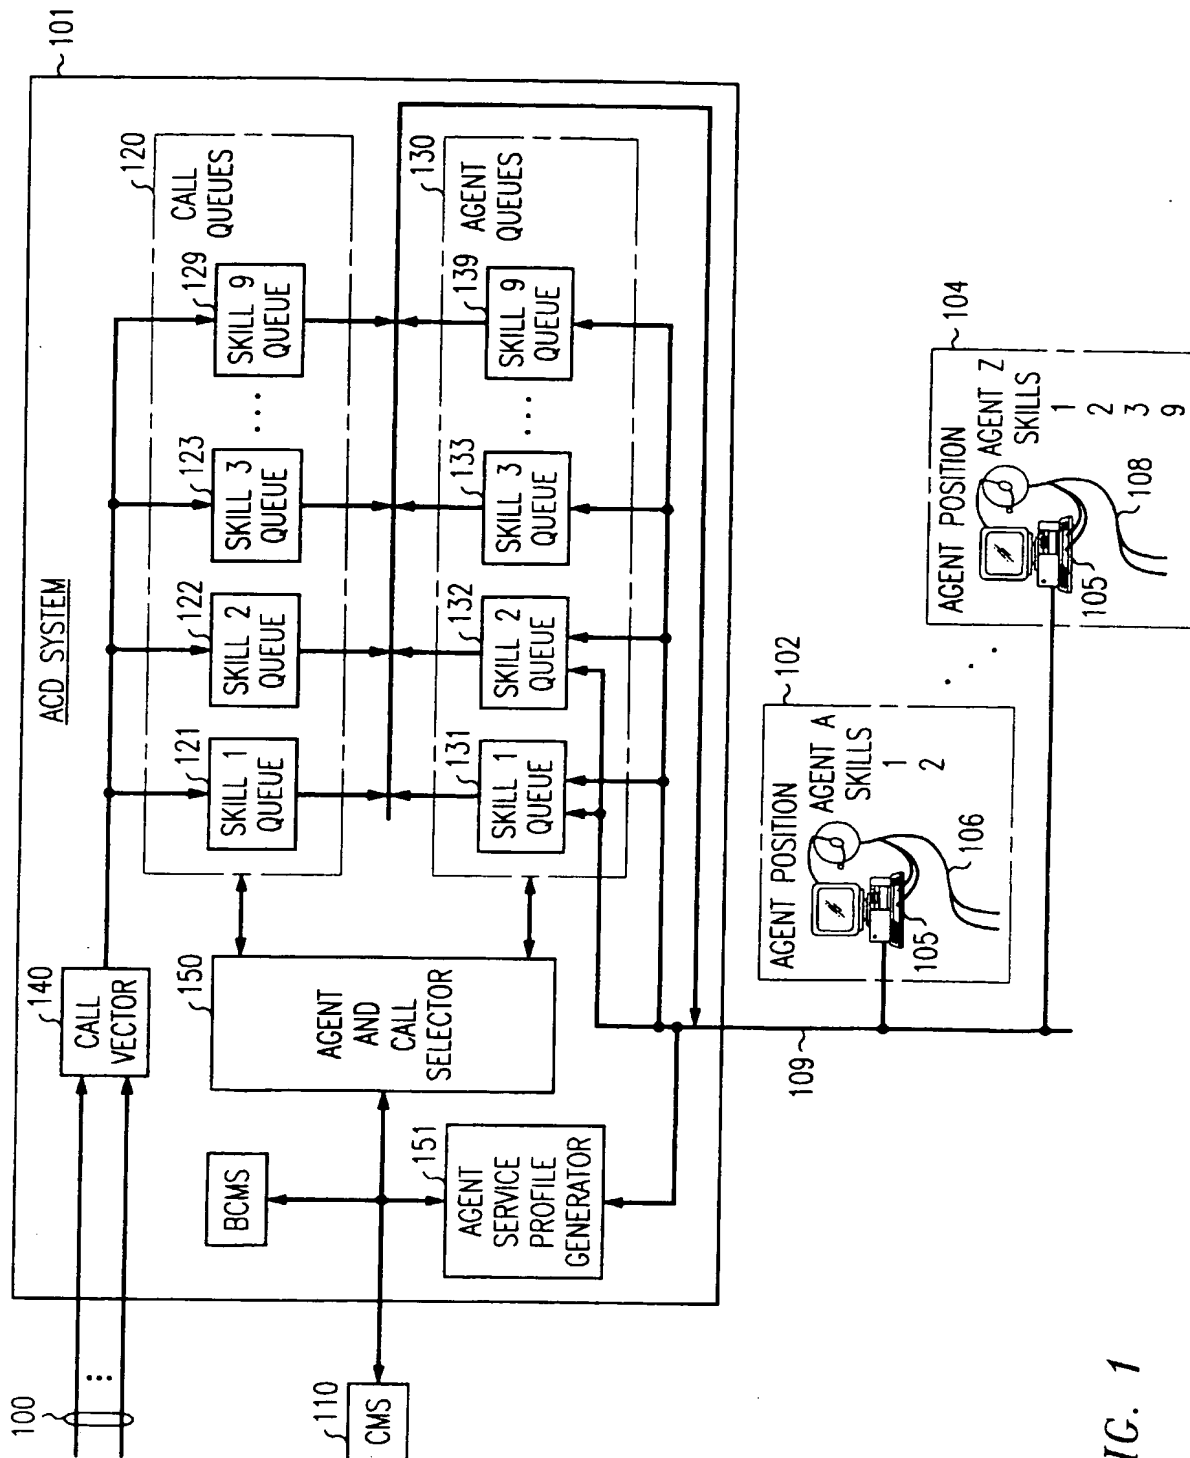 100
110
CMS
ACD SYSTEM
101
140
CALL
VECTOR
BCMS
151
AGENT
SERVICE
PROFILE
GENERATOR
150
AGENT
AND
CALL
SELECTOR
120
CALL
QUEUES
121
SKILL 1
QUEUE
122
SKILL 2
QUEUE
123
SKILL 3
QUEUE
...
129
SKILL 9
QUEUE
130
AGENT
QUEUES
131
SKILL 1
QUEUE
132
SKILL 2
QUEUE
133
SKILL 3
QUEUE
...
139
SKILL 9
QUEUE
109
102
AGENT POSITION
AGENT A
SKILLS
1
2
105
106
104
AGENT POSITION
AGENT Z
SKILLS
1
2
3
9
105
108
IG. 1